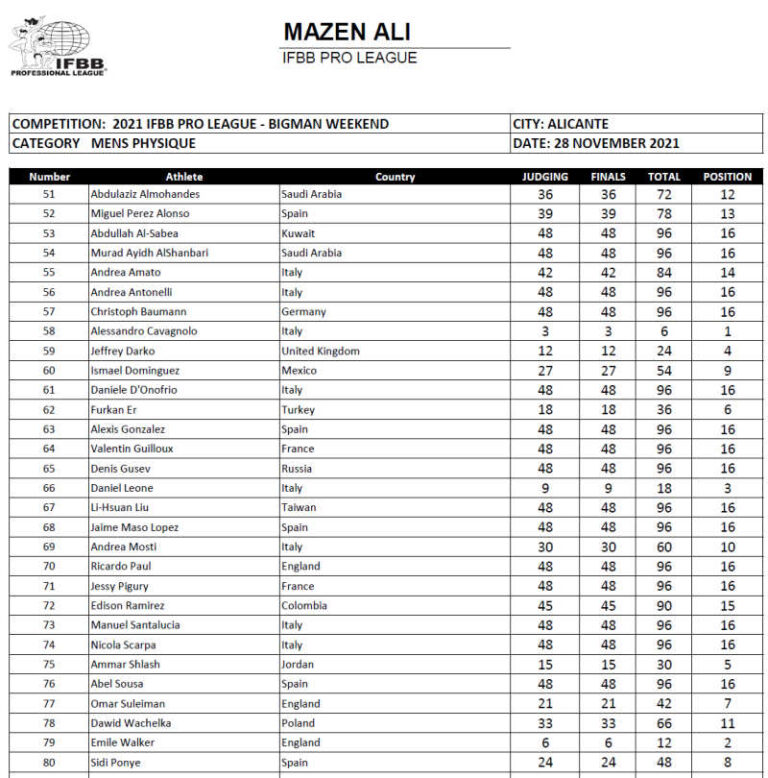 MAZEN ALI
IFBB PRO LEAGUE
IFBB
PROFESSIONAL LEAGUE
COMPETITION: 2021 IFBB PRO LEAGUE - BIGMAN WEEKEND CITY: ALICANTE
CATEGORY MENS PHYSIQUE DATE: 28 NOVEMBER 2021
Number Athlete Country JUDGING FINALS TOTAL POSITION
51 Abdulaziz Almohandes Saudi Arabia 36 36 72 12
52 Miguel Perez Alonso Spain 39 39 78 13
53 Abdullah Al-Sabea Kuwait 48 48 96 16
54 Murad Ayidh AlShanbari Saudi Arabia 48 48 96 16
55 Andrea Amato Italy 42 42 84 14
56 Andrea Antonelli Italy 48 48 96 16
57 Christoph Baumann Germany 48 48 96 16
58 Alessandro Cavagnolo Italy 3 3 6 1
59 Jeffrey Darko United Kingdom 12 12 24 4
60 Ismael Dominguez Mexico 27 27 54 9
61 Daniele D'Onofrio Italy 48 48 96 16
62 Furkan Er Turkey 18 18 36 6
63 Alexis Gonzalez Spain 48 48 96 16
64 Valentin Guilloux France 48 48 96 16
65 Denis Gusev Russia 48 48 96 16
66 Daniel Leone Italy 9 9 18 3
67 Li-Hsuan Liu Taiwan 48 48 96 16
68 Jaime Maso Lopez Spain 48 48 96 16
69 Andrea Mosti Italy 30 30 60 10
70 Ricardo Paul England 48 48 96 16
71 Jessy Pigury France 48 48 96 16
72 Edison Ramirez Colombia 45 45 90 15
73 Manuel Santalucia Italy 48 48 96 16
74 Nicola Scarpa Italy 48 48 96 16
75 Ammar Shlash Jordan 15 15 30 5
76 Abel Sousa Spain 48 48 96 16
77 Omar Suleiman England 21 21 42 7
78 Dawid Wachelka Poland 33 33 66 11
79 Emile Walker England 6 6 12 2
80 Sidi Ponye Spain 24 24 48 8